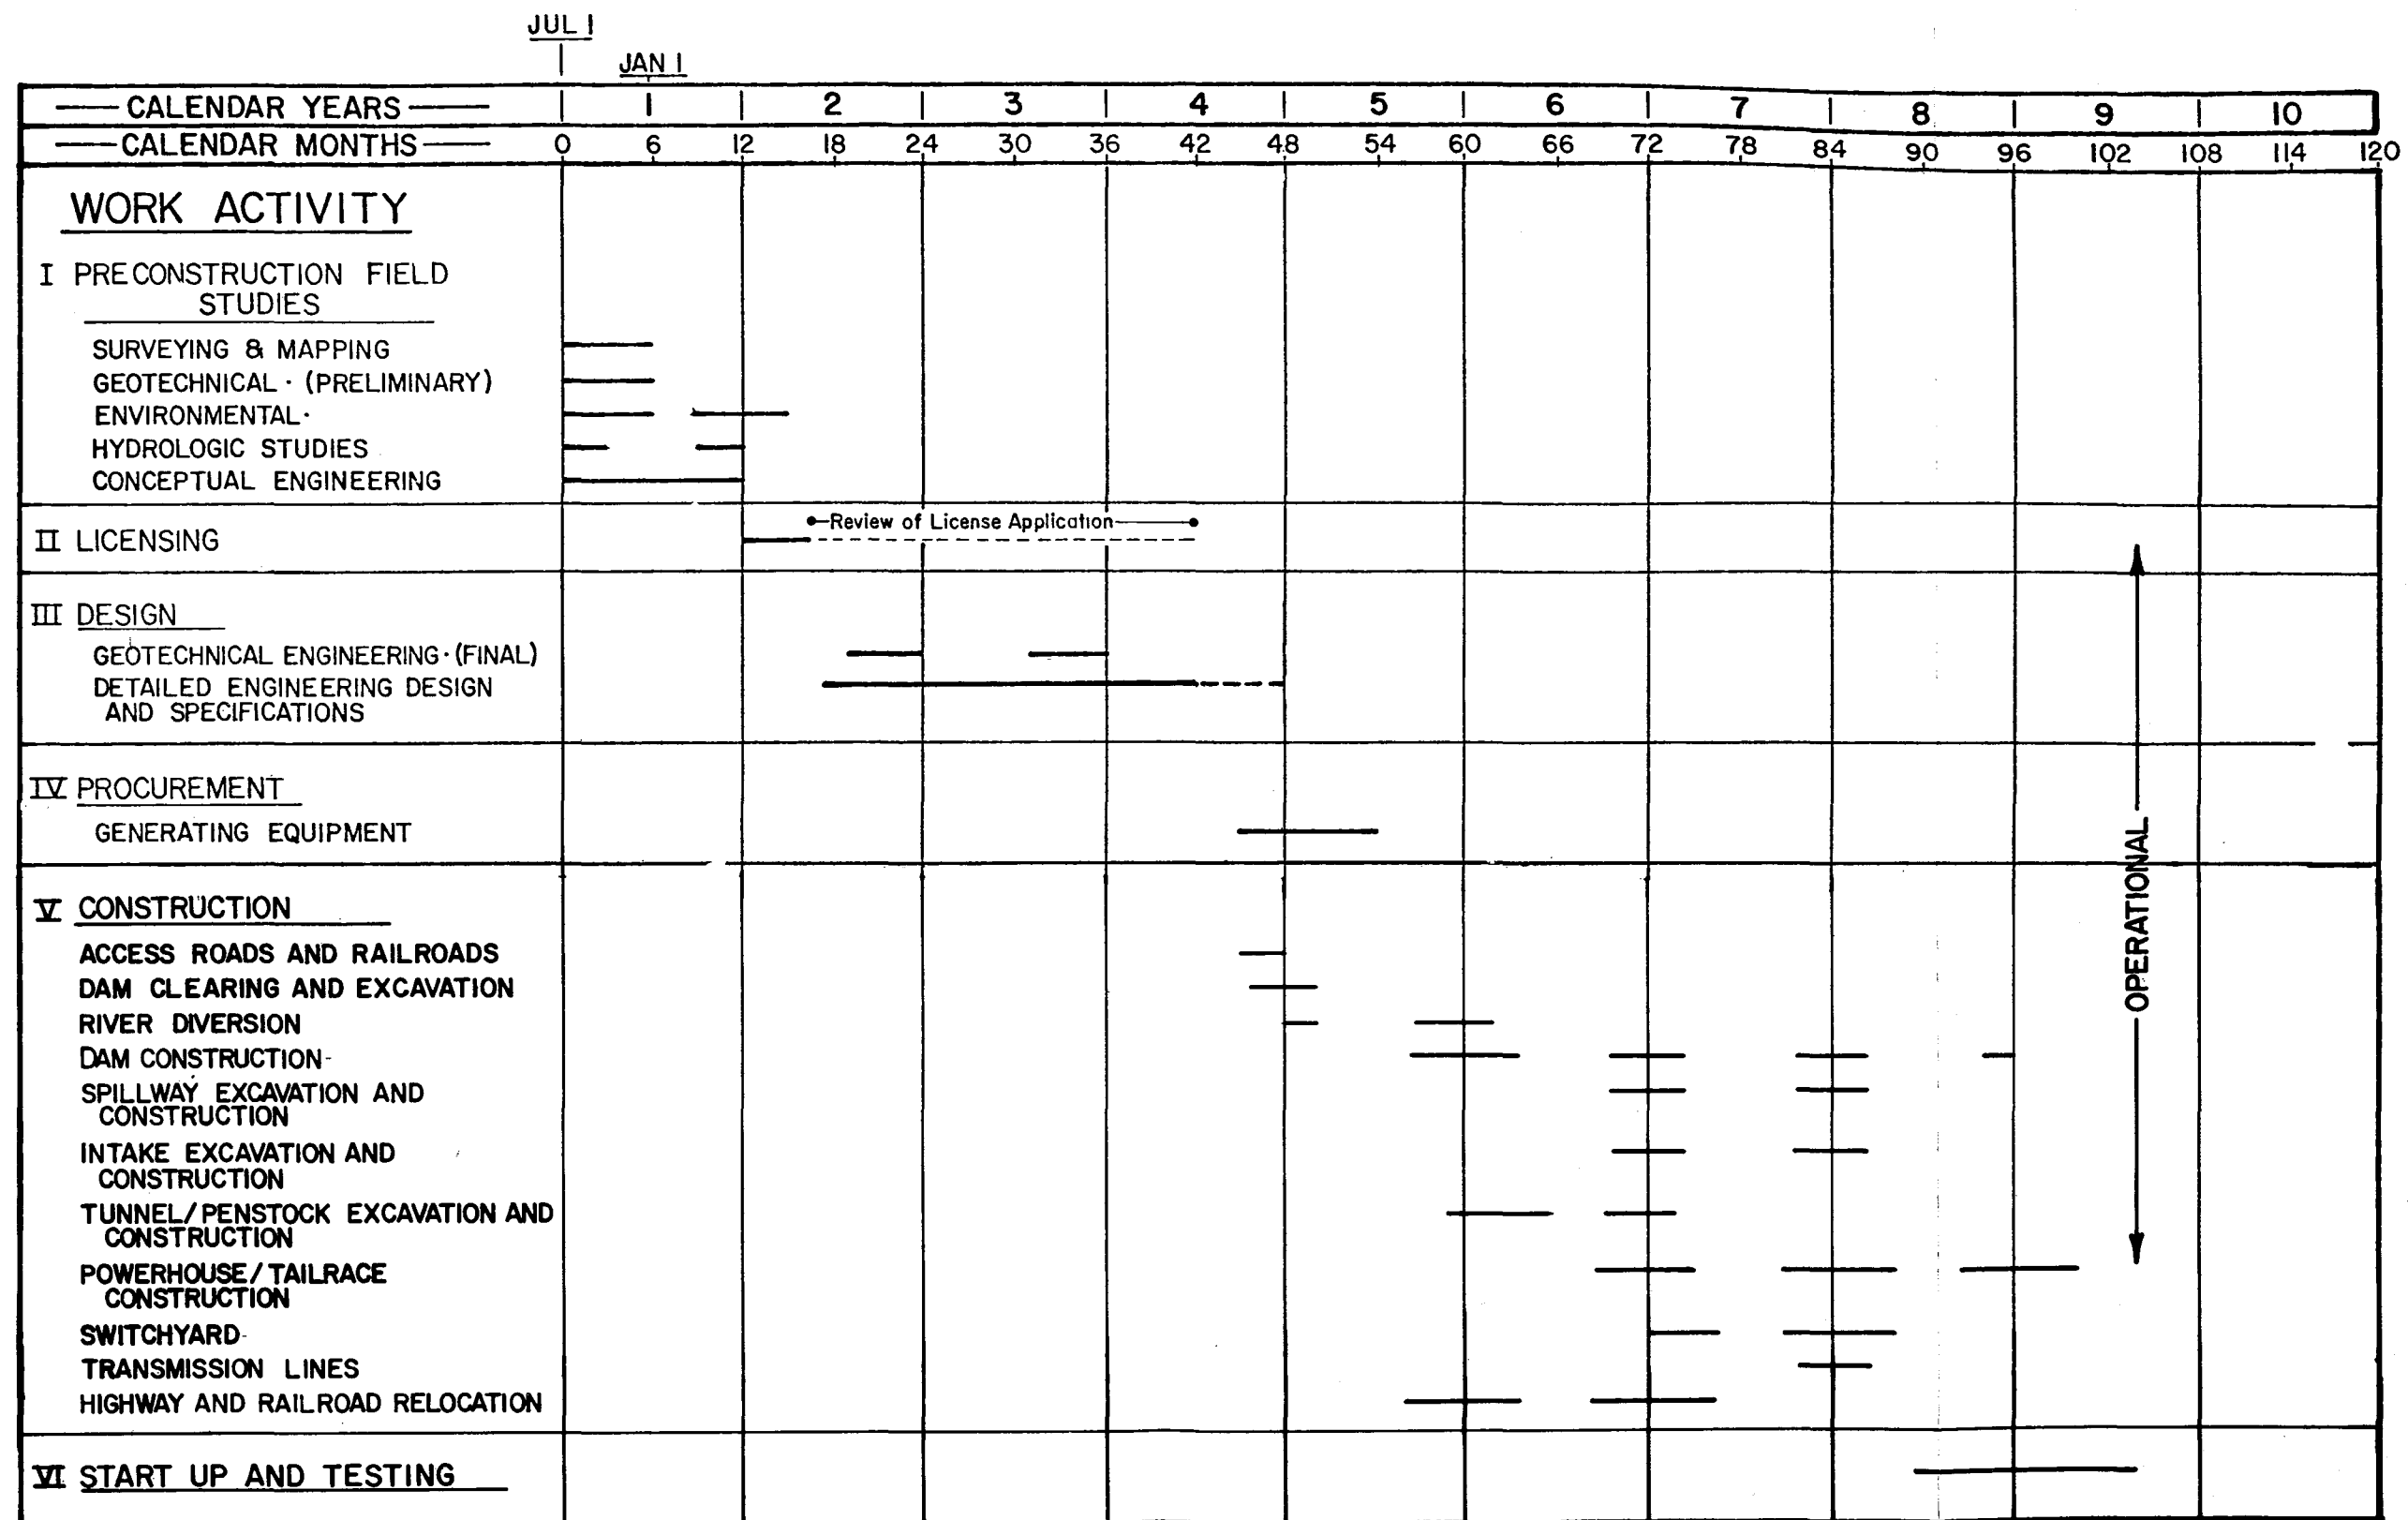 JUL 1
JAN 1
CALENDAR YEARS 1 2 3 4 5 6 7 8 9 10
CALENDAR MONTHS 0 6 12 18 24 30 36 42 48 54 60 66 72 78 84 90 96 102 108 114 120
WORK ACTIVITY
I PRECONSTRUCTION FIELD
STUDIES
SURVEYING & MAPPING
GEOTECHNICAL · (PRELIMINARY)
ENVIRONMENTAL ·
HYDROLOGIC STUDIES
CONCEPTUAL ENGINEERING
Review of License Application
II LICENSING
III DESIGN
GEOTECHNICAL ENGINEERING · (FINAL)
DETAILED ENGINEERING DESIGN
AND SPECIFICATIONS
IV PROCUREMENT
GENERATING EQUIPMENT
OPERATIONAL
V CONSTRUCTION
ACCESS ROADS AND RAILROADS
DAM CLEARING AND EXCAVATION
RIVER DIVERSION
DAM CONSTRUCTION-
SPILLWAY EXCAVATION AND
CONSTRUCTION
INTAKE EXCAVATION AND
CONSTRUCTION
TUNNEL/PENSTOCK EXCAVATION AND
CONSTRUCTION
POWERHOUSE/TAILRACE
CONSTRUCTION
SWITCHYARD-
TRANSMISSION LINES
HIGHWAY AND RAILROAD RELOCATION
VI START UP AND TESTING